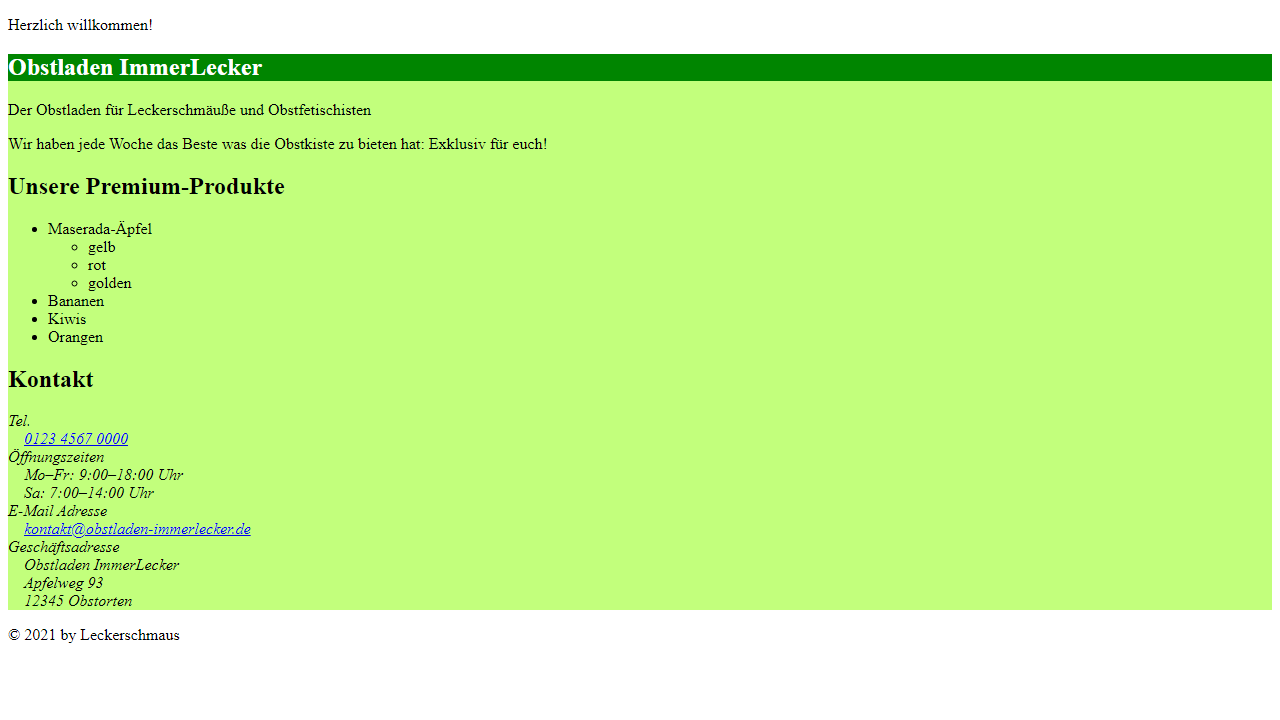 Herzlich willkommen!
Obstladen ImmerLecker
Der Obstladen für Leckerschmäuße und Obstfetischisten
Wir haben jede Woche das Beste was die Obstkiste zu bieten hat: Exklusiv für euch!
Unsere Premium-Produkte
Maserada-Äpfel
gelb
rot
golden
Bananen
Kiwis
Orangen
Kontakt
Tel.
0123 4567 0000
Öffnungszeiten
Mo–Fr: 9:00–18:00 Uhr
Sa: 7:00–14:00 Uhr
E-Mail Adresse
kontakt@obstladen-immerlecker.de
Geschäftsadresse
Obstladen ImmerLecker
Apfelweg 93
12345 Obstorten
© 2021 by Leckerschmaus